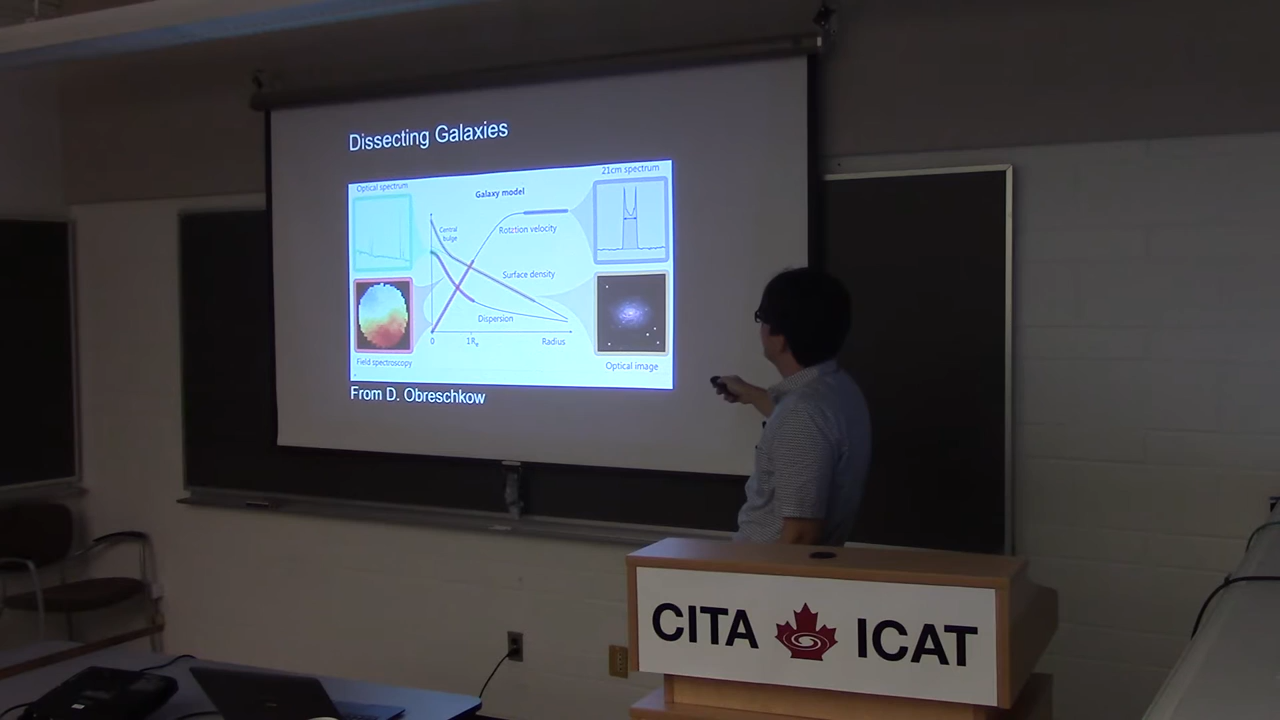 Dissecting Galaxies
Optical spectrum
Galaxy model
21cm spectrum
Central
bulge
Rotztion velocity
Surface density
Dispersion
0
1Re
Radius
Field spectroscopy
Optical image
From D. Obreschkow
CITA ICAT